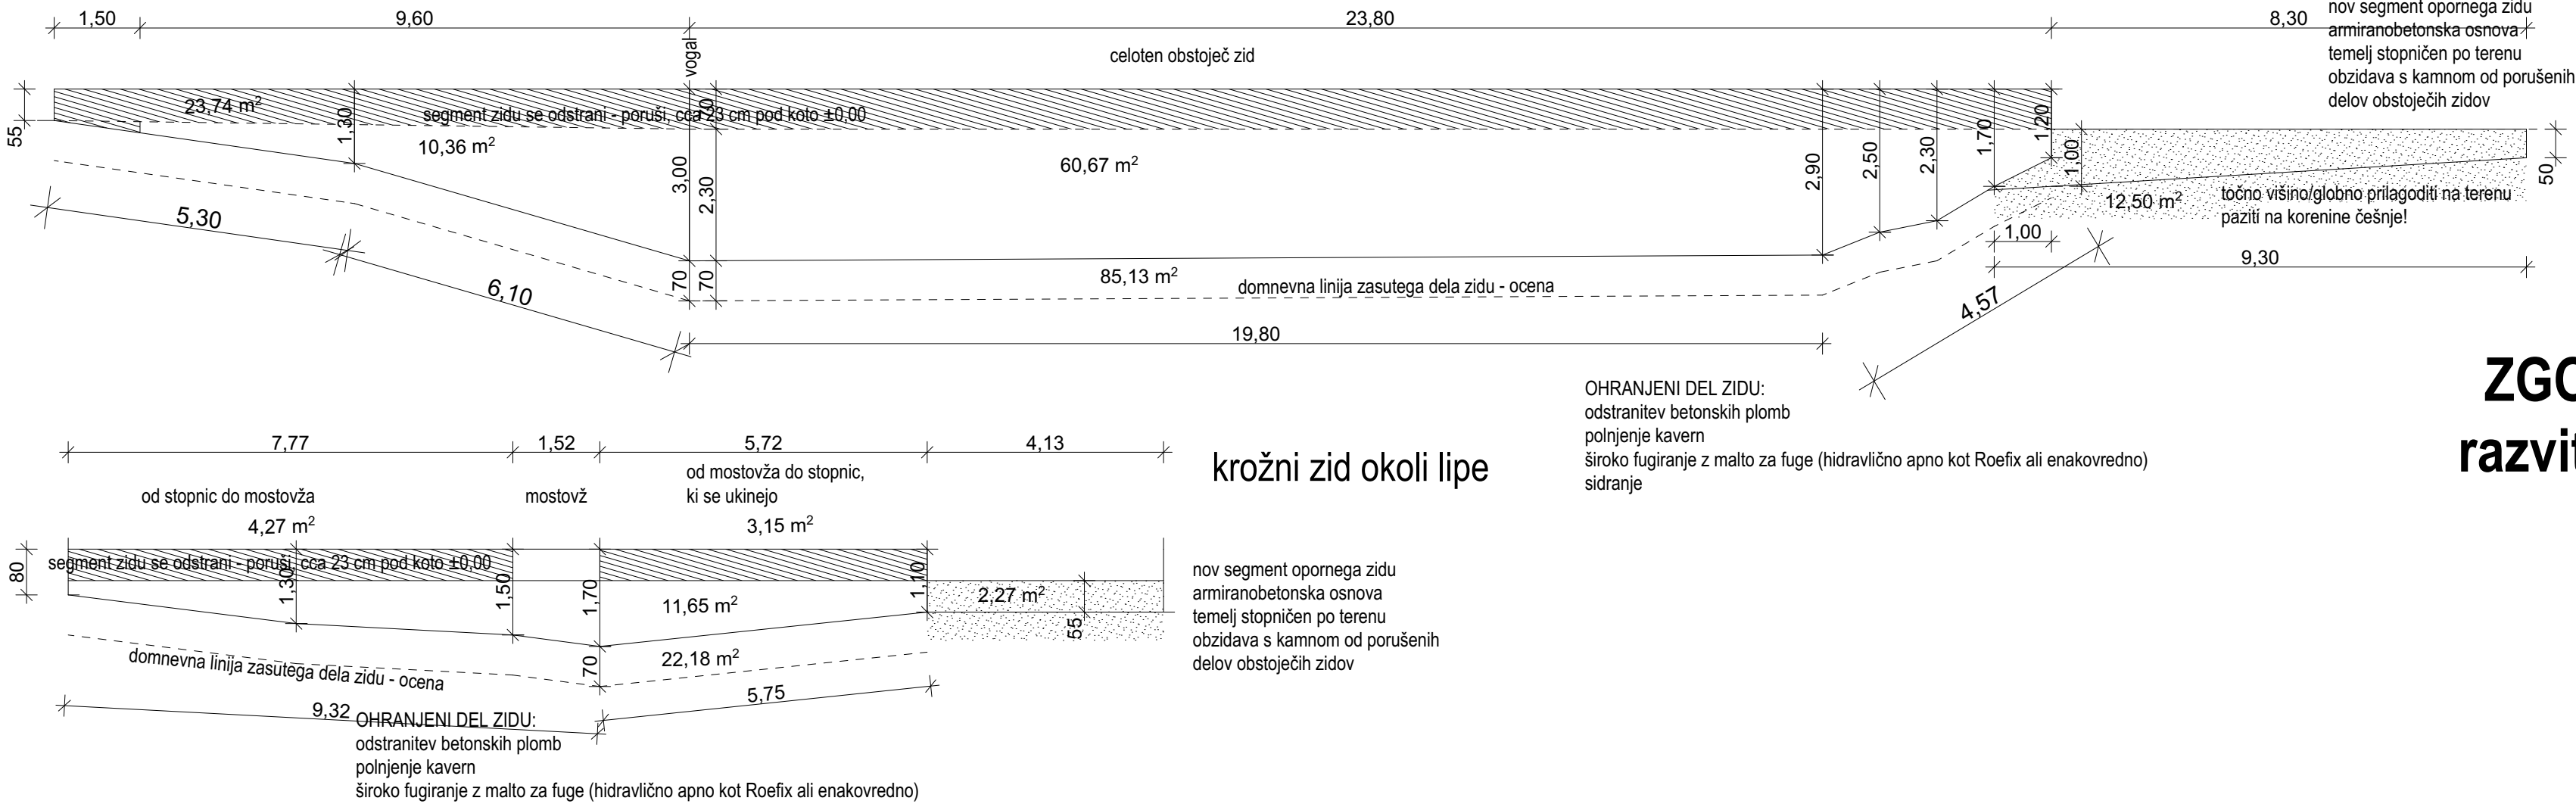 1,50
9,60
23,80
8,30
nov segment opornega zidu
armiranobetonska osnova
temelj stopničen po terenu
obzidava s kamnom od porušenih
delov obstoječih zidov
vogal
celoten obstoječ zid
55
23,74 m²
1,30
segment zidu se odstrani - poruši, cca 23 cm pod koto ±0,00
70
10,36 m²
3,00
2,30
60,67 m²
2,90
2,50
2,30
1,70
1,20
1,00
50
točno višino/globno prilagoditi na terenu
paziti na korenine češnje!
12,50 m²
1,00
9,30
5,30
6,10
70
70
85,13 m²
domnevna linija zasutega dela zidu - ocena
19,80
4,57
ZGO
razvit
OHRANJENI DEL ZIDU:
odstranitev betonskih plomb
polnjenje kavern
široko fugiranje z malto za fuge (hidravlično apno kot Roefix ali enakovredno)
sidranje
7,77
1,52
5,72
4,13
krožni zid okoli lipe
od stopnic do mostovža
mostovž
od mostovža do stopnic,
ki se ukinejo
4,27 m²
3,15 m²
80
segment zidu se odstrani - poruši, cca 23 cm pod koto ±0,00
1,30
1,50
1,70
1,10
11,65 m²
2,27 m²
55
nov segment opornega zidu
armiranobetonska osnova
temelj stopničen po terenu
obzidava s kamnom od porušenih
delov obstoječih zidov
domnevna linija zasutega dela zidu - ocena
70
22,18 m²
9,32
5,75
OHRANJENI DEL ZIDU:
odstranitev betonskih plomb
polnjenje kavern
široko fugiranje z malto za fuge (hidravlično apno kot Roefix ali enakovredno)